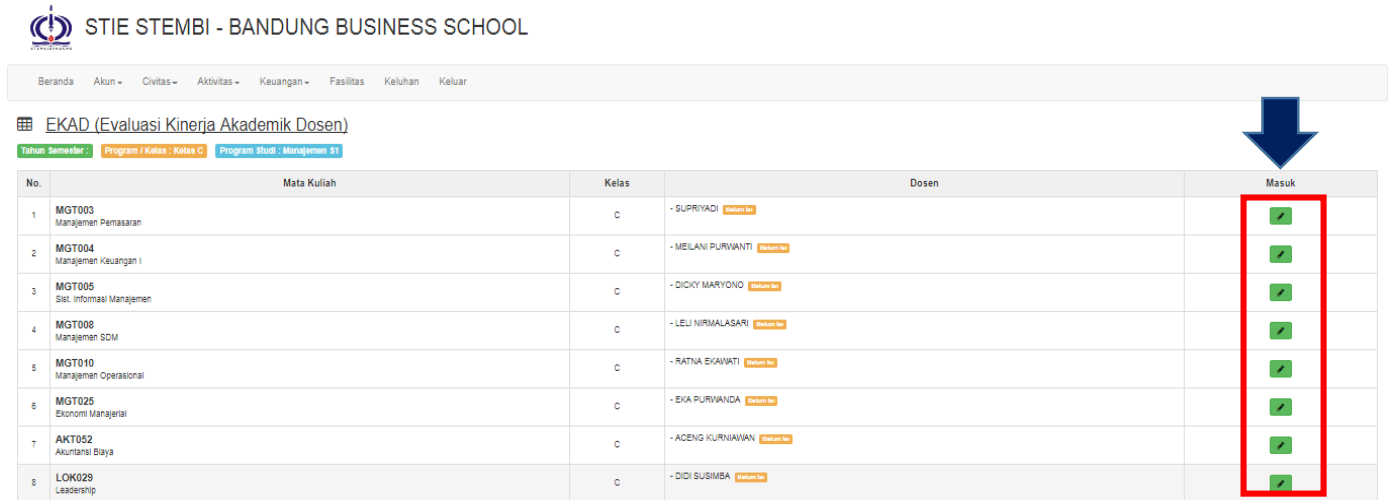 STIE STEMBI - BANDUNG BUSINESS SCHOOL
Beranda Akun Civitas Aktivitas Keuangan Fasilitas Keluhan Keluar
EKAD (Evaluasi Kinerja Akademik Dosen)
Tahun Semester : Program / Kelas : Kelas C Program Studi : Manajemen S1
No. Mata Kuliah Kelas Dosen Masuk
1 MGT003 C - SUPRIYADI Belum Isi
Manajemen Pemasaran
2 MGT004 C - MEILANI PURWANTI Belum Isi
Manajemen Keuangan I
3 MGT005 C - DICKY MARYONO Belum Isi
Sist. Informasi Manajemen
4 MGT008 C - LELI NIRMALASARI Belum Isi
Manajemen SDM
5 MGT010 C - RATNA EKAWATI Belum Isi
Manajemen Operasional
6 MGT025 C - EKA PURWANDA Belum Isi
Ekonomi Manajerial
7 AKT052 C - ACENG KURNIAWAN Belum Isi
Akuntansi Biaya
8 LOK029 C - DIDI SUSIMBA Belum Isi
Leadership